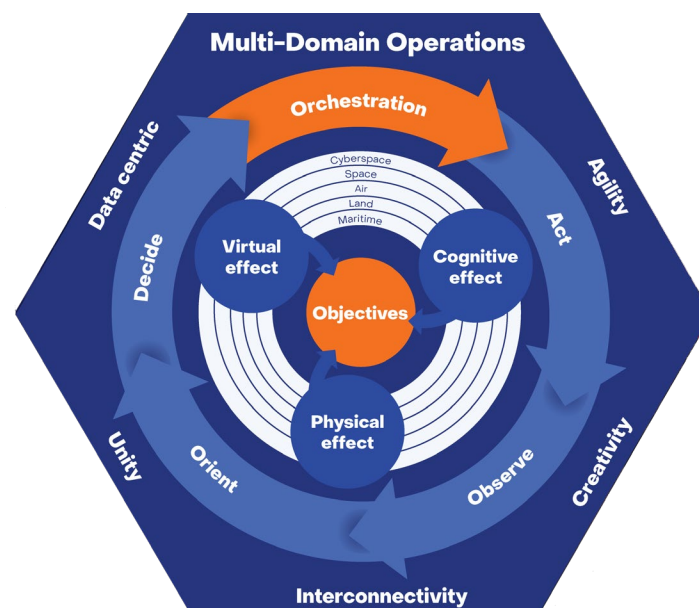 Multi-Domain Operations
Orchestration
Data centric
Agility
Cyberspace
Space
Air
Land
Maritime
Decide
Act
Virtual
effect
Cognitive
effect
Objectives
Physical
effect
Orient
Observe
Unity
Creativity
Interconnectivity